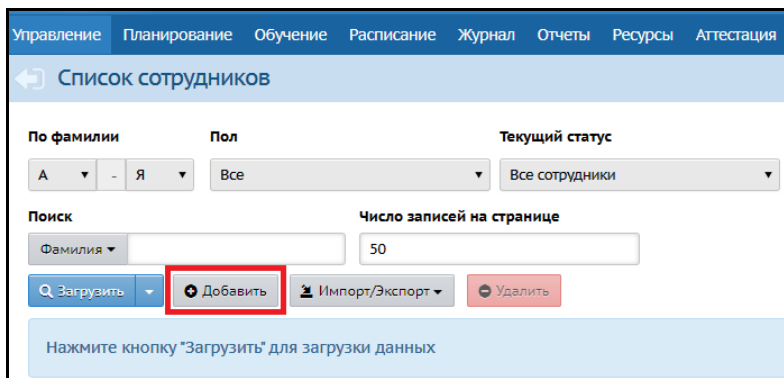 Управление Планирование Обучение Расписание Журнал Отчеты Ресурсы Аттестация
Список сотрудников
По фамилии Пол Текущий статус
А - Я Все Все сотрудники
Поиск Число записей на странице
Фамилия 50
Загрузить Добавить Импорт/Экспорт Удалить
Нажмите кнопку "Загрузить" для загрузки данных